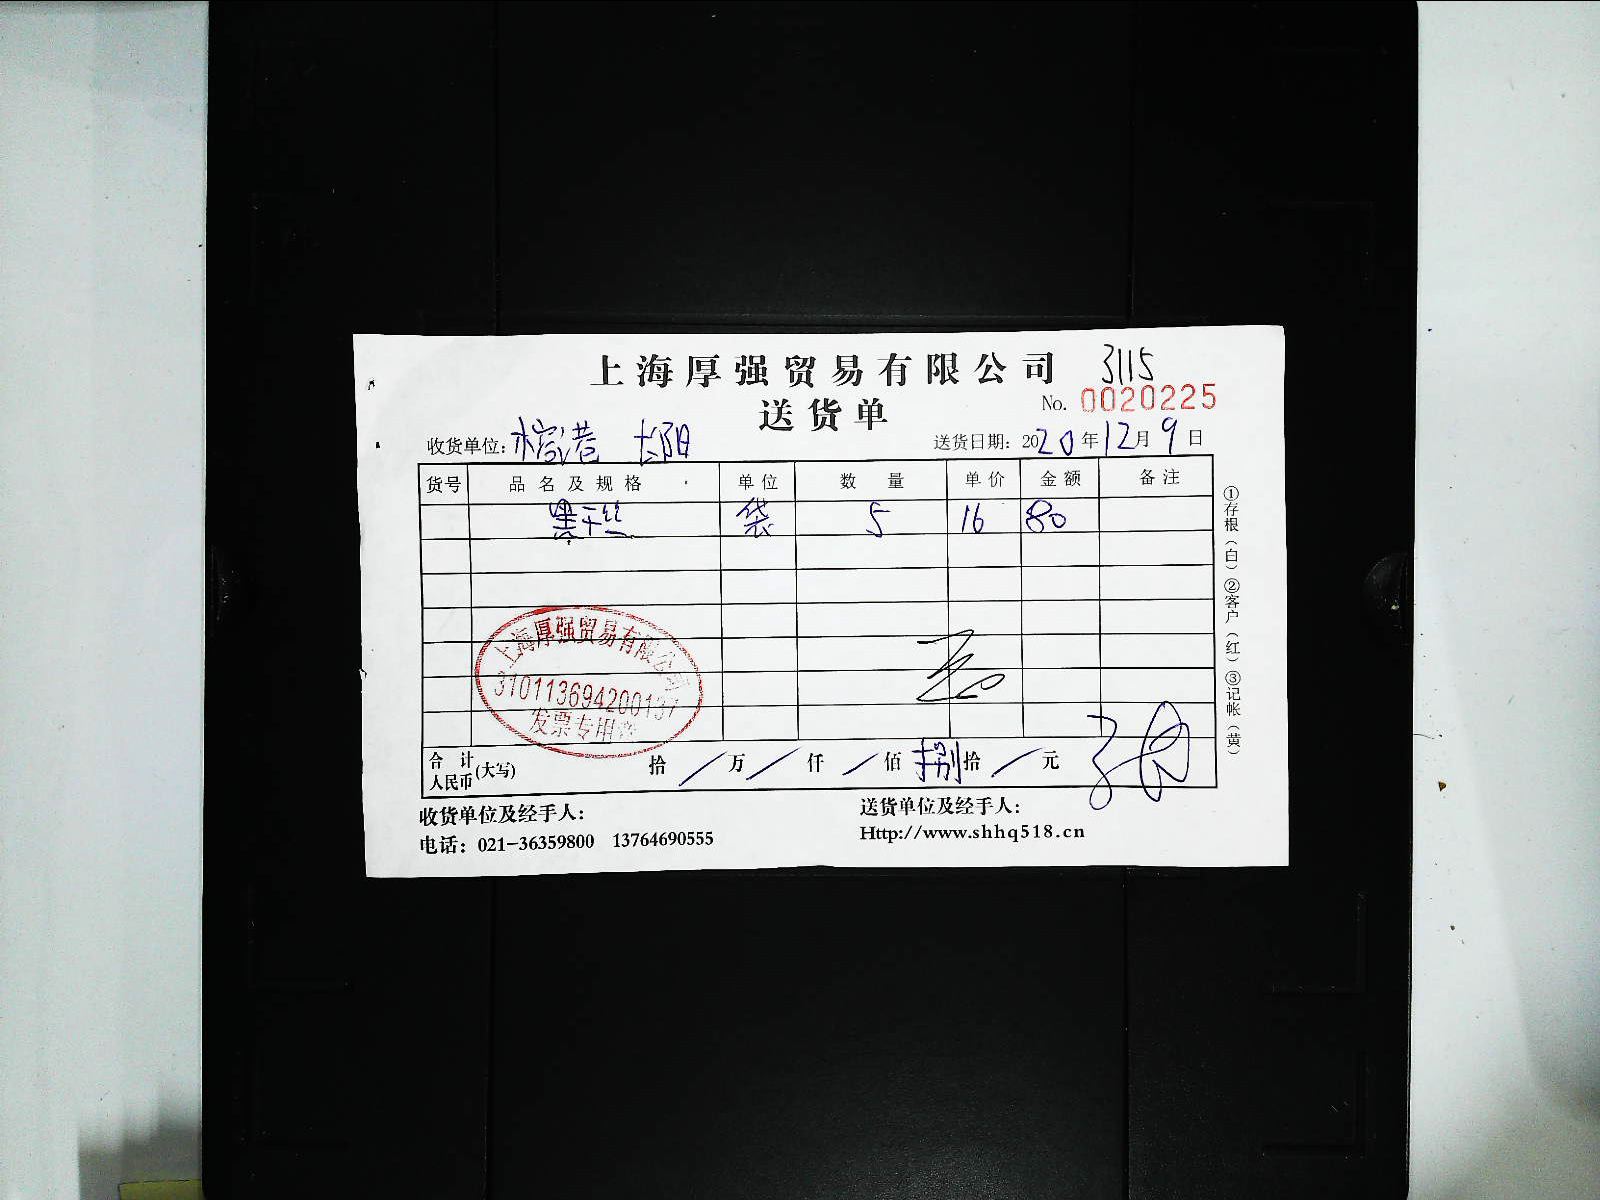 上海厚强贸易有限公司 3115
送货单 No. 0020225
收货单位: 榕港 长阳 送货日期: 2020年12月9日
货号 品名及规格 单位 数量 单价 金额 备注
黑干丝 袋 5 16 80
上海厚强贸易有限公司
310113694200137
发票专用章
合计人民币(大写) 拾/万/仟/佰捌拾/元
收货单位及经手人: 送货单位及经手人:
电话: 021-36359800 13764690555 Http://www.shhq518.cn
①存根(白)②客户(红)③记帐(黄)